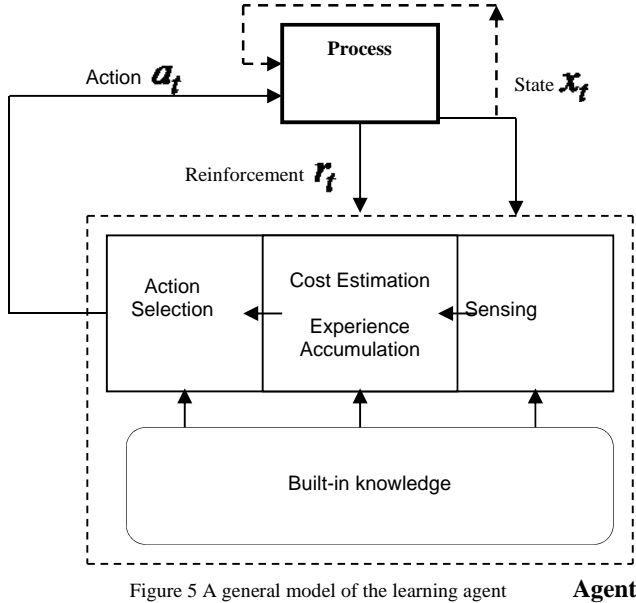 Process
Action a_t
State x_t
Reinforcement r_t
Action
Selection
Cost Estimation
Experience
Accumulation
Sensing
Built-in knowledge
Figure 5 A general model of the learning agent
Agent